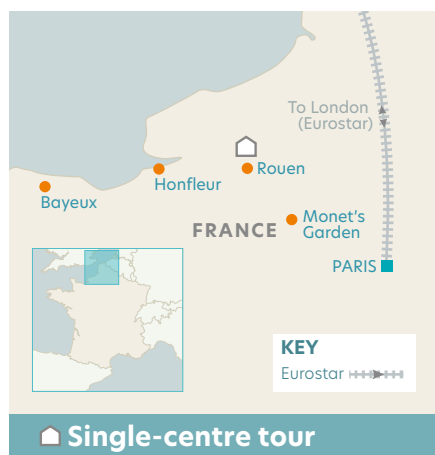 To London
(Eurostar)
Rouen
Honfleur
Bayeux
Monet's
Garden
FRANCE
PARIS
KEY
Eurostar
Single-centre tour